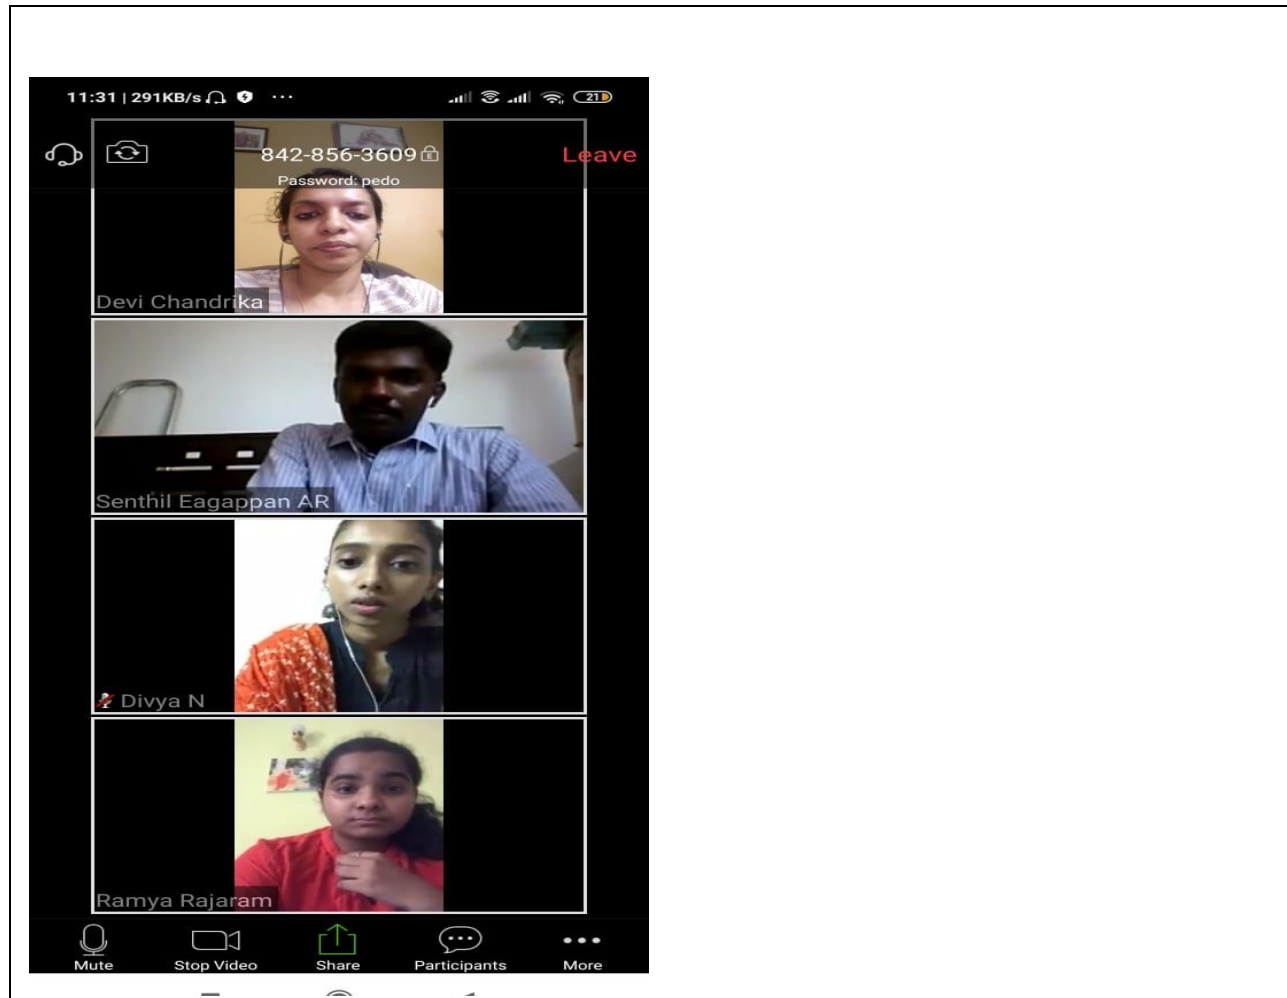 11:31 | 291KB/s ...
21
842-856-3609 E
Leave
Password: pedo
Devi Chandrika
Senthil Eagappan AR
Divya N
Ramya Rajaram
Mute Stop Video Share Participants More